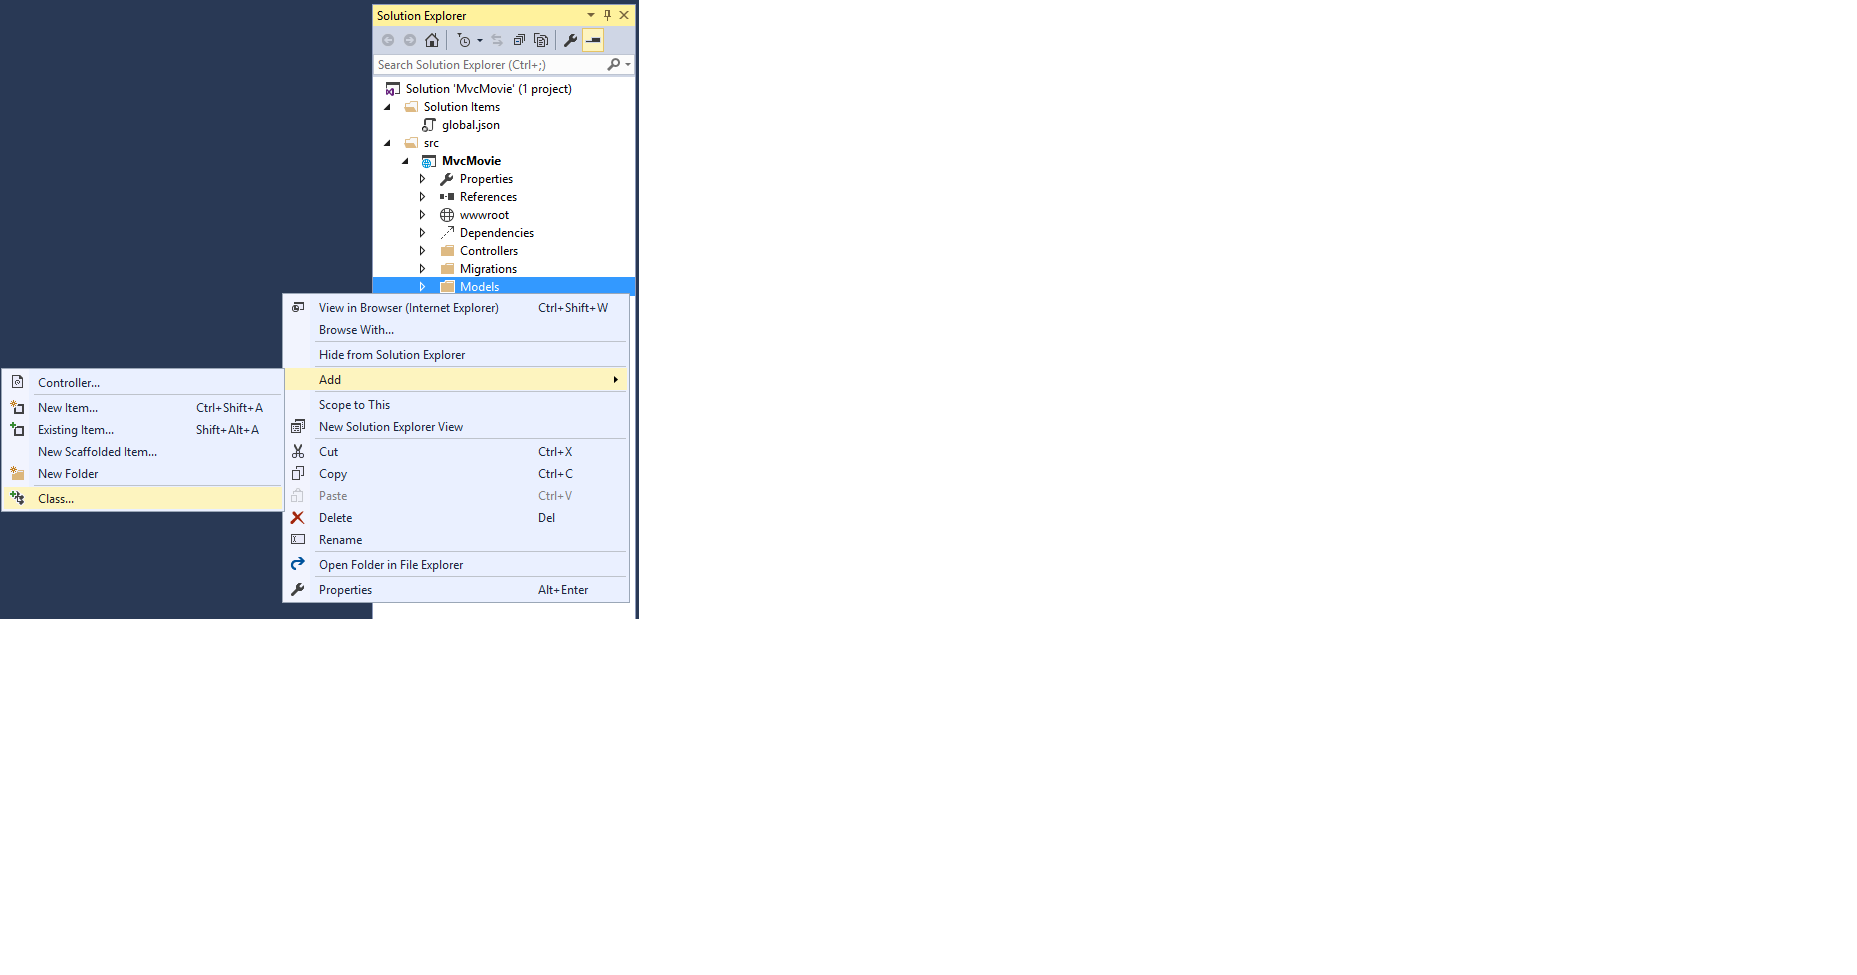 Solution Explorer
Search Solution Explorer (Ctrl+;)
Solution 'MvcMovie' (1 project)
Solution Items
global.json
src
MvcMovie
Properties
References
wwwroot
Dependencies
Controllers
Migrations
Models
View in Browser (Internet Explorer) Ctrl+Shift+W
Browse With...
Hide from Solution Explorer
Add
Scope to This
New Solution Explorer View
Cut Ctrl+X
Copy Ctrl+C
Paste Ctrl+V
Delete Del
Rename
Open Folder in File Explorer
Properties Alt+Enter
Controller...
New Item... Ctrl+Shift+A
Existing Item... Shift+Alt+A
New Scaffolded Item...
New Folder
Class...